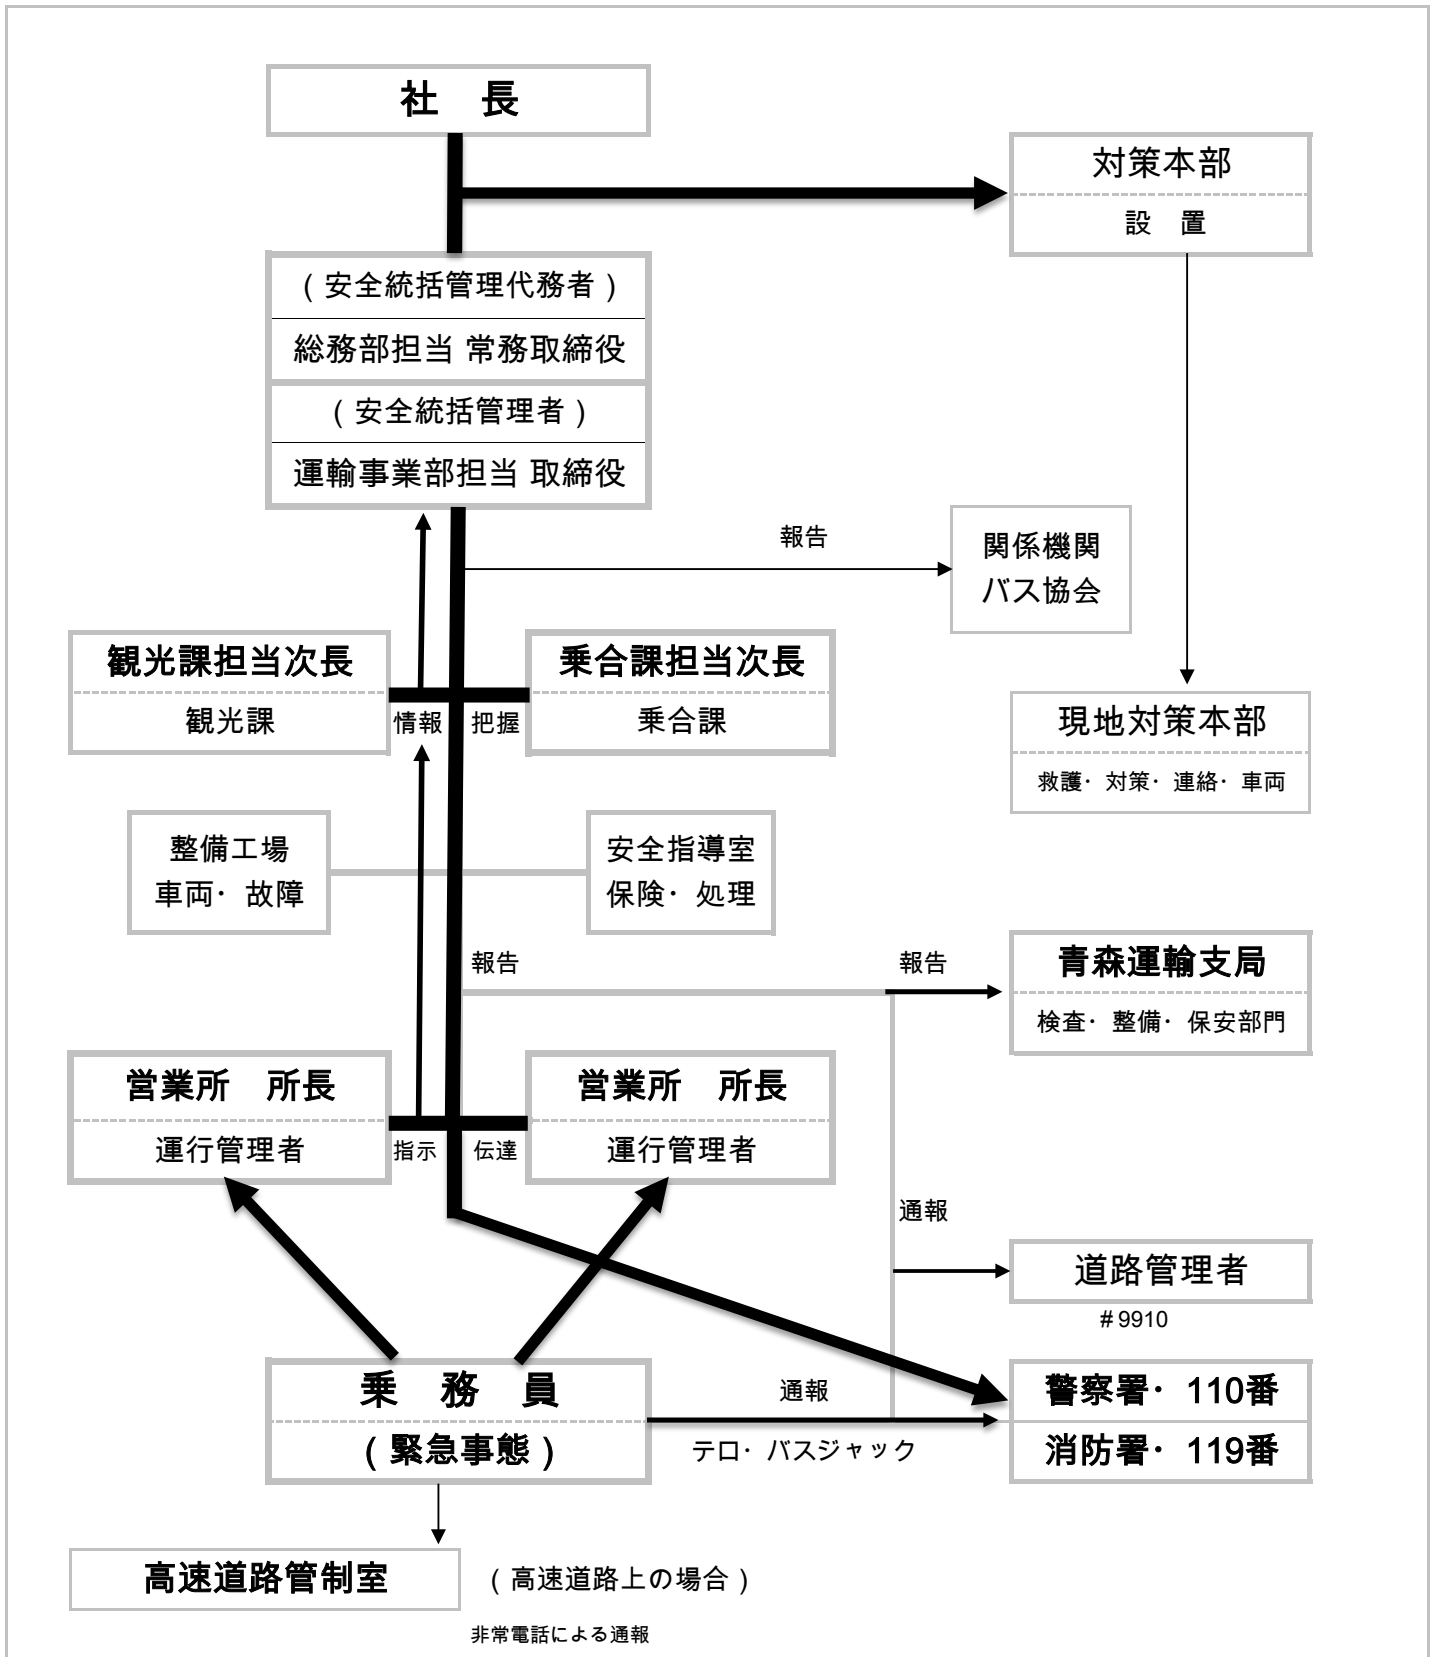 社　長
対策本部
設　置
(安全統括管理代務者)
総務部担当 常務取締役
(安全統括管理者)
運輸事業部担当 取締役
報告
関係機関
バス協会
観光課担当次長
観光課
情報　把握
乗合課担当次長
乗合課
現地対策本部
救護・対策・連絡・車両
整備工場
車両・故障
安全指導室
保険・処理
報告
報告
青森運輸支局
検査・整備・保安部門
営業所　所長
運行管理者
指示　伝達
営業所　所長
運行管理者
通報
道路管理者
#9910
乗　務　員
(緊急事態)
通報
テロ・バスジャック
警察署・110番
消防署・119番
高速道路管制室
(高速道路上の場合)
非常電話による通報